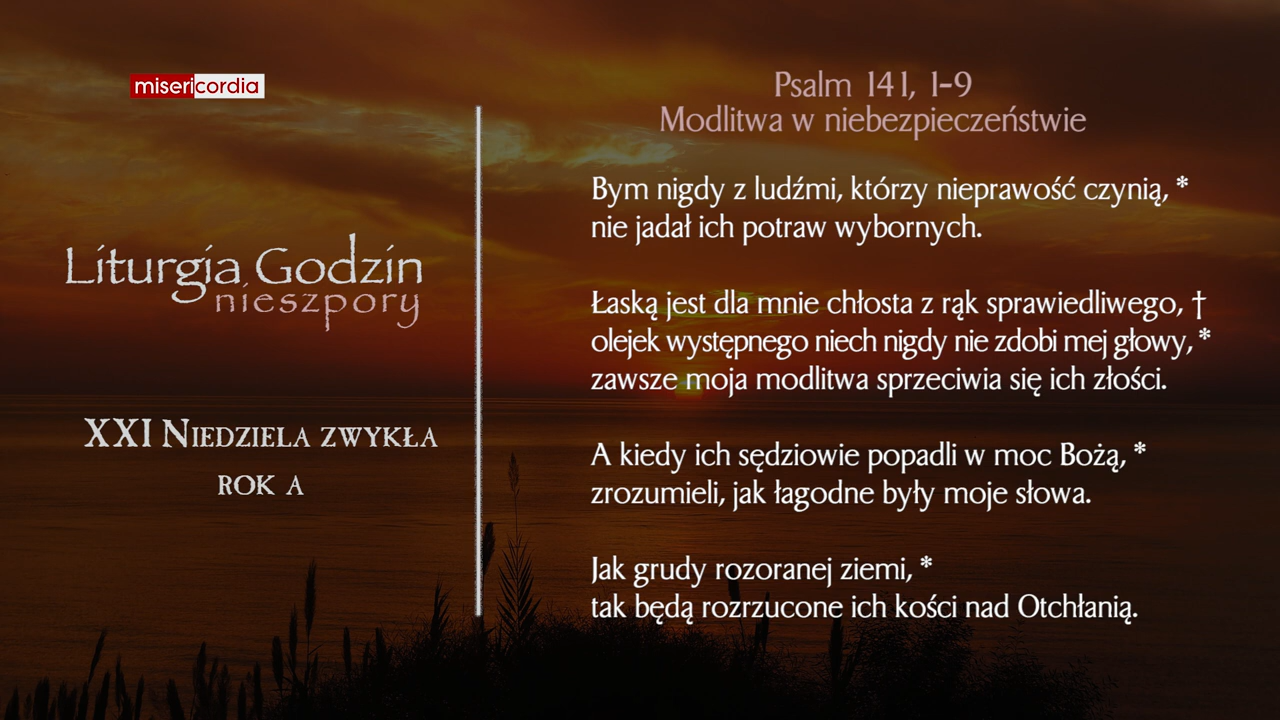 misericordia
Liturgia Godzin
nieszpory
XXI Niedziela zwykła
rok A
Psalm 141, 1-9
Modlitwa w niebezpieczeństwie
Bym nigdy z ludźmi, którzy nieprawość czynią, *
nie jadał ich potraw wybornych.
Łaską jest dla mnie chłosta z rąk sprawiedliwego, †
olejek występnego niech nigdy nie zdobi mej głowy, *
zawsze moja modlitwa sprzeciwia się ich złości.
A kiedy ich sędziowie popadli w moc Bożą, *
zrozumieli, jak łagodne były moje słowa.
Jak grudy rozoranej ziemi, *
tak będą rozrzucone ich kości nad Otchłanią.